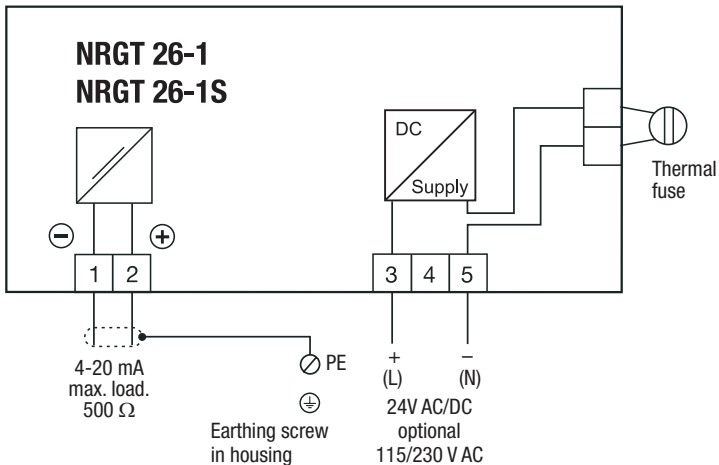 NRGT 26-1
NRGT 26-1S
DC
Supply
Thermal
fuse
− +
1 2
3 4 5
4-20 mA
max. load.
500 Ω
PE
Earthing screw
in housing
+ −
(L) (N)
24V AC/DC
optional
115/230 V AC